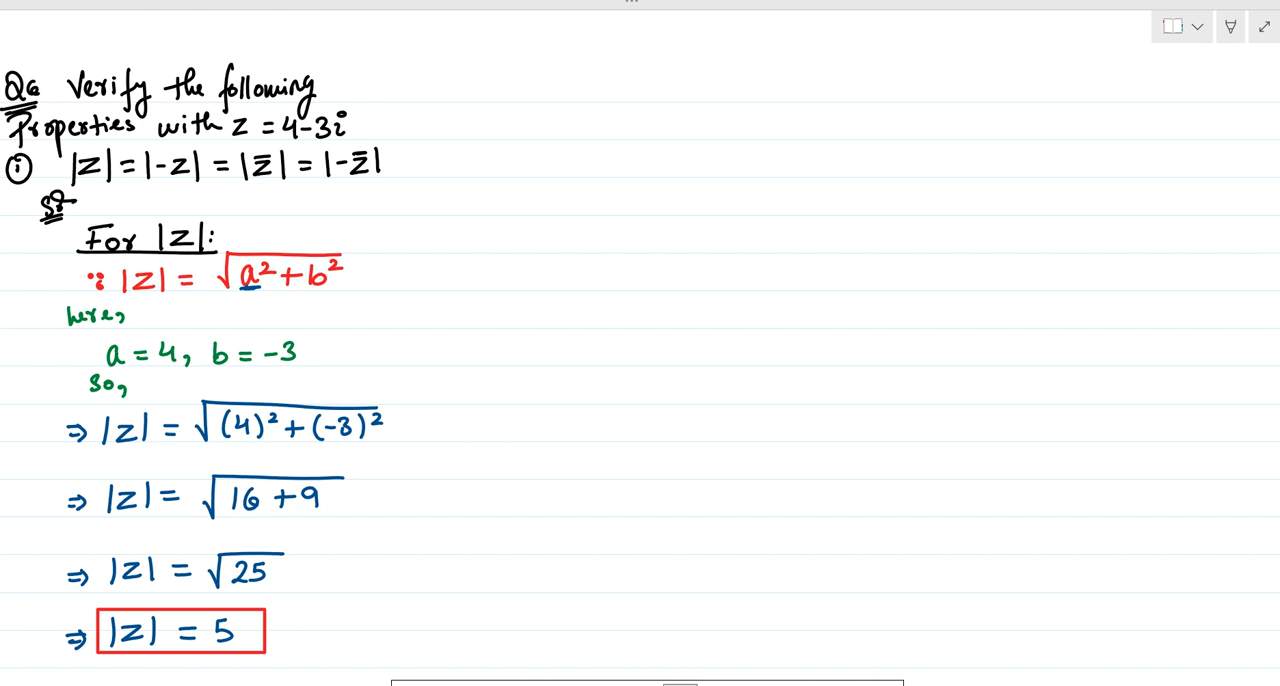 Q6 Verify the following
Properties with z = 4-3i
(i) |z| = |-z| = |z̄| = |-z̄|
Sol
For |z|:
∵ |z| = √(a² + b²)
here,
a = 4, b = -3
So,
⇒ |z| = √((4)² + (-3)²)
⇒ |z| = √(16 + 9)
⇒ |z| = √25
⇒ |z| = 5